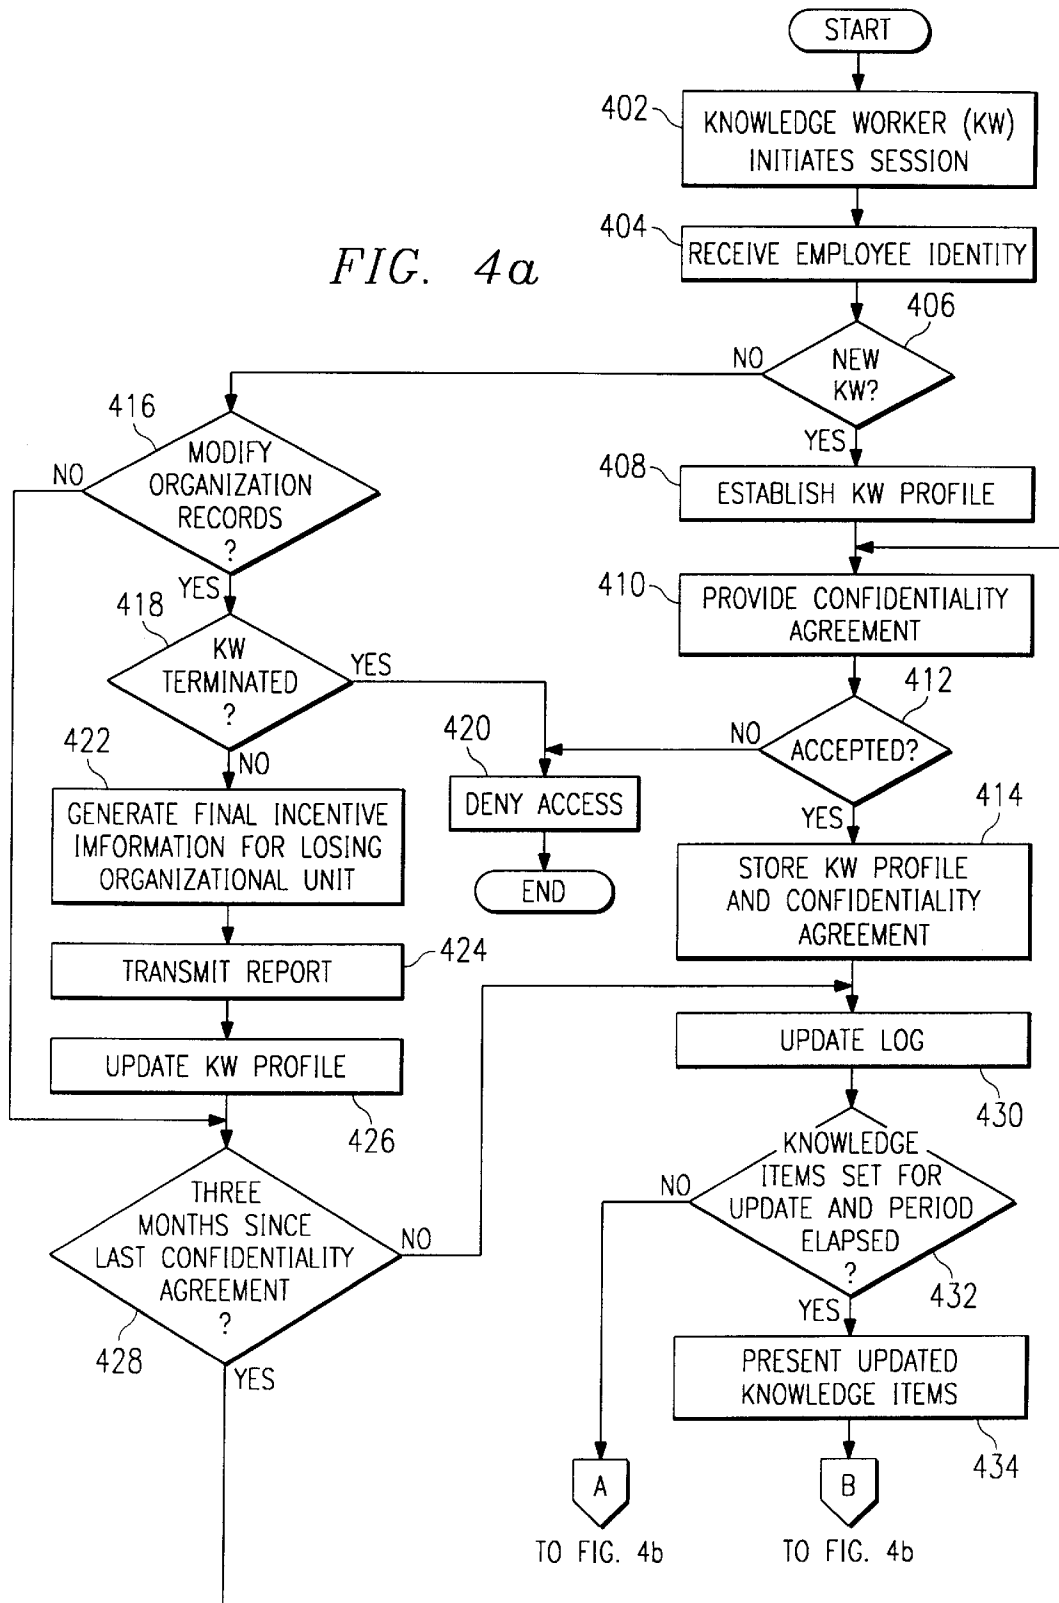 START
402
KNOWLEDGE WORKER (KW)
INITIATES SESSION
404
RECEIVE EMPLOYEE IDENTITY
FIG. 4a
406
NEW
KW?
NO
YES
408
ESTABLISH KW PROFILE
410
PROVIDE CONFIDENTIALITY
AGREEMENT
412
ACCEPTED?
NO
YES
414
STORE KW PROFILE
AND CONFIDENTIALITY
AGREEMENT
416
MODIFY
ORGANIZATION
RECORDS
?
NO
YES
418
KW
TERMINATED
?
YES
NO
420
DENY ACCESS
END
422
GENERATE FINAL INCENTIVE
IMFORMATION FOR LOSING
ORGANIZATIONAL UNIT
TRANSMIT REPORT
424
UPDATE KW PROFILE
426
THREE
MONTHS SINCE
LAST CONFIDENTIALITY
AGREEMENT
?
NO
428
YES
UPDATE LOG
430
KNOWLEDGE
ITEMS SET FOR
UPDATE AND PERIOD
ELAPSED
?
NO
432
YES
PRESENT UPDATED
KNOWLEDGE ITEMS
434
A
B
TO FIG. 4b
TO FIG. 4b